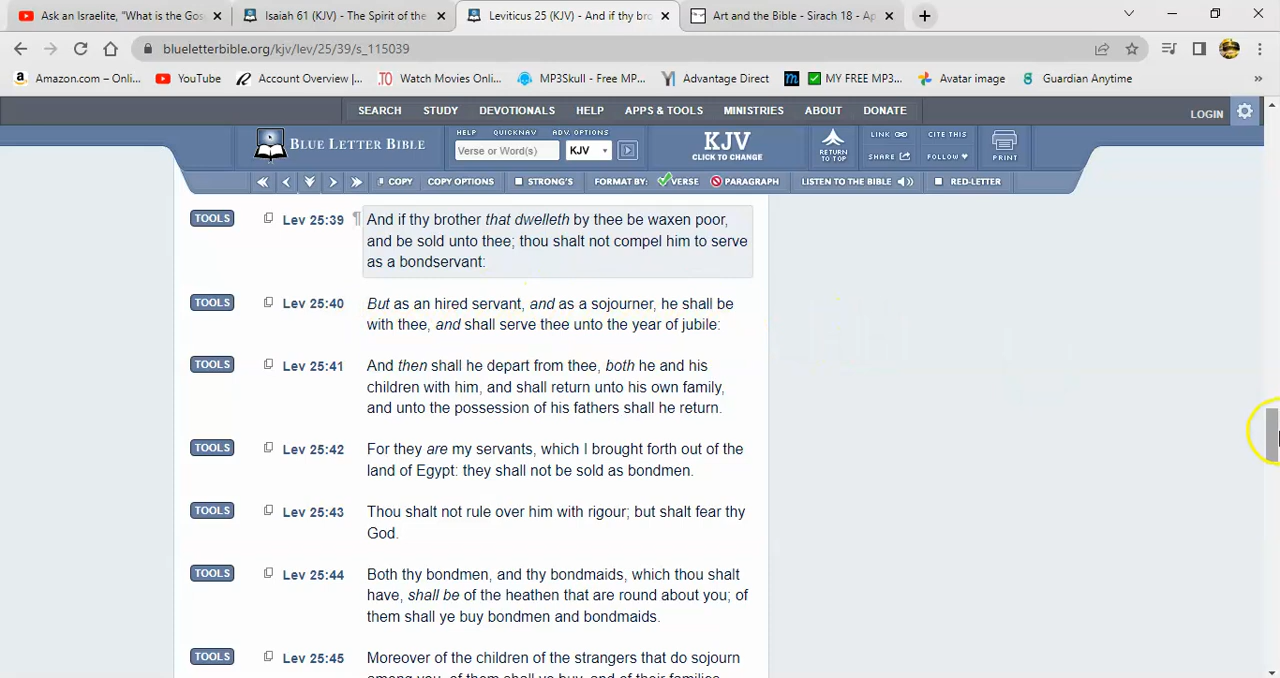 Ask an Israelite, "What is the Gos
Isaiah 61 (KJV) - The Spirit of the
Leviticus 25 (KJV) - And if thy bro
Art and the Bible - Sirach 18 - Ap
blueletterbible.org/kjv/lev/25/39/s_115039
Amazon.com – Onli...
YouTube
Account Overview |...
Watch Movies Onlin...
MP3Skull - Free MP...
Advantage Direct
MY FREE MP3...
Avatar image
Guardian Anytime
SEARCH STUDY DEVOTIONALS HELP APPS & TOOLS MINISTRIES ABOUT DONATE
LOGIN
BLUE LETTER BIBLE
HELP QUICKNAV ADV. OPTIONS
Verse or Word(s)
KJV
KJV
CLICK TO CHANGE
RETURN
TO TOP
LINK
CITE THIS
SHARE
FOLLOW
PRINT
COPY COPY OPTIONS STRONG'S FORMAT BY: VERSE PARAGRAPH LISTEN TO THE BIBLE RED-LETTER
TOOLS Lev 25:39 ¶ And if thy brother that dwelleth by thee be waxen poor,
and be sold unto thee; thou shalt not compel him to serve
as a bondservant:
TOOLS Lev 25:40 But as an hired servant, and as a sojourner, he shall be
with thee, and shall serve thee unto the year of jubile:
TOOLS Lev 25:41 And then shall he depart from thee, both he and his
children with him, and shall return unto his own family,
and unto the possession of his fathers shall he return.
TOOLS Lev 25:42 For they are my servants, which I brought forth out of the
land of Egypt: they shall not be sold as bondmen.
TOOLS Lev 25:43 Thou shalt not rule over him with rigour; but shalt fear thy
God.
TOOLS Lev 25:44 Both thy bondmen, and thy bondmaids, which thou shalt
have, shall be of the heathen that are round about you; of
them shall ye buy bondmen and bondmaids.
TOOLS Lev 25:45 Moreover of the children of the strangers that do sojourn
among you, of them shall ye buy, and of their families